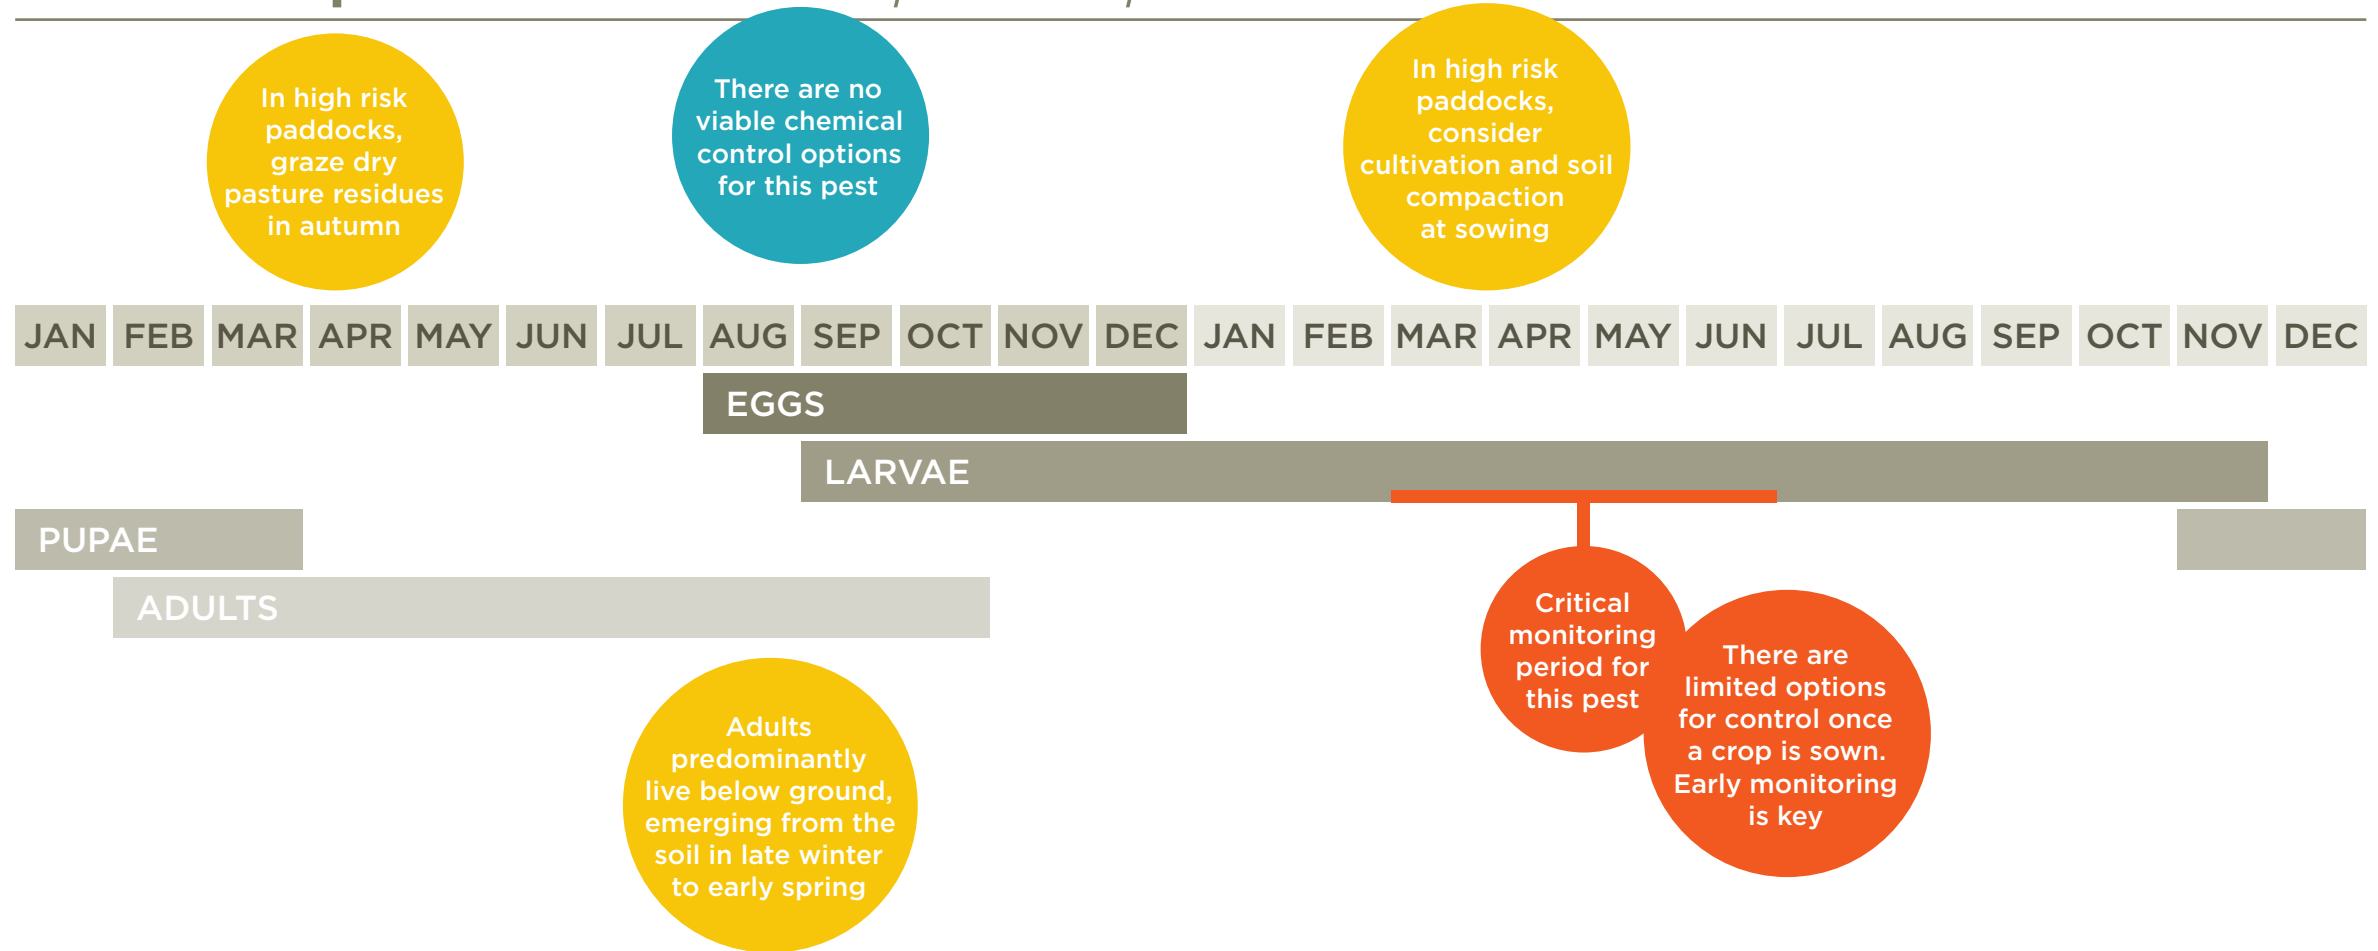 In high risk
paddocks,
graze dry
pasture residues
in autumn
There are no
viable chemical
control options
for this pest
In high risk
paddocks,
consider
cultivation and soil
compaction
at sowing
JAN FEB MAR APR MAY JUN JUL AUG SEP OCT NOV DEC JAN FEB MAR APR MAY JUN JUL AUG SEP OCT NOV DEC
EGGS
LARVAE
PUPAE
ADULTS
Critical
monitoring
period for
this pest
There are
limited options
for control once
a crop is sown.
Early monitoring
is key
Adults
predominantly
live below ground,
emerging from the
soil in late winter
to early spring